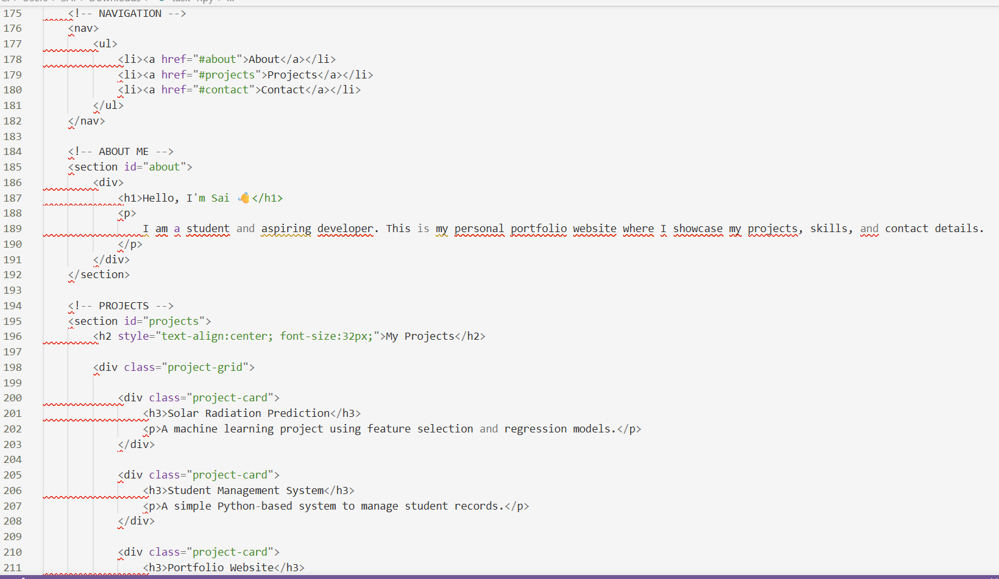 175 <!-- NAVIGATION -->
176 <nav>
177 <ul>
178 <li><a href="#about">About</a></li>
179 <li><a href="#projects">Projects</a></li>
180 <li><a href="#contact">Contact</a></li>
181 </ul>
182 </nav>
183
184 <!-- ABOUT ME -->
185 <section id="about">
186 <div>
187 <h1>Hello, I'm Sai 👋</h1>
188 <p>
189 I am a student and aspiring developer. This is my personal portfolio website where I showcase my projects, skills, and contact details.
190 </p>
191 </div>
192 </section>
193
194 <!-- PROJECTS -->
195 <section id="projects">
196 <h2 style="text-align:center; font-size:32px;">My Projects</h2>
197
198 <div class="project-grid">
199
200 <div class="project-card">
201 <h3>Solar Radiation Prediction</h3>
202 <p>A machine learning project using feature selection and regression models.</p>
203 </div>
204
205 <div class="project-card">
206 <h3>Student Management System</h3>
207 <p>A simple Python-based system to manage student records.</p>
208 </div>
209
210 <div class="project-card">
211 <h3>Portfolio Website</h3>